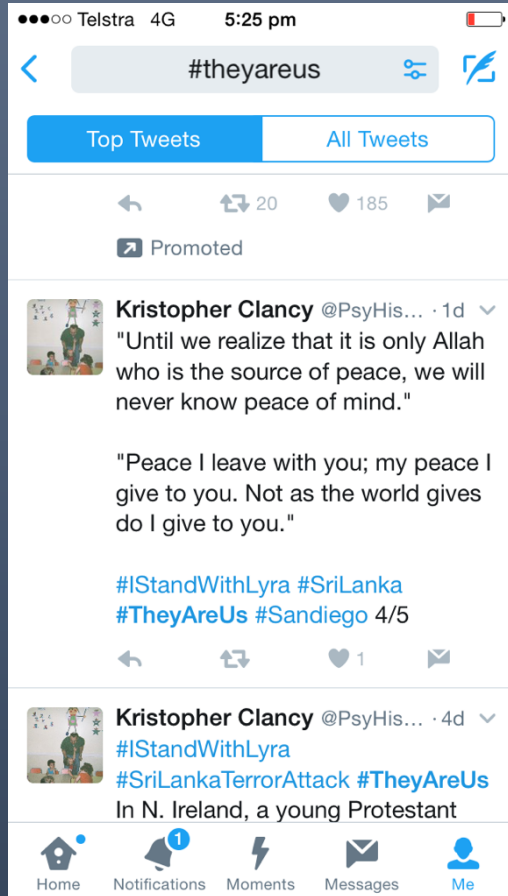 Telstra 4G 5:25 pm
#theyareus
Top Tweets All Tweets
20 185
Promoted
Kristopher Clancy @PsyHis... · 1d
"Until we realize that it is only Allah
who is the source of peace, we will
never know peace of mind."
"Peace I leave with you; my peace I
give to you. Not as the world gives
do I give to you."
#IStandWithLyra #SriLanka
#TheyAreUs #Sandiego 4/5
1
Kristopher Clancy @PsyHis... · 4d
#IStandWithLyra
#SriLankaTerrorAttack #TheyAreUs
In N. Ireland, a young Protestant
1
Home Notifications Moments Messages Me